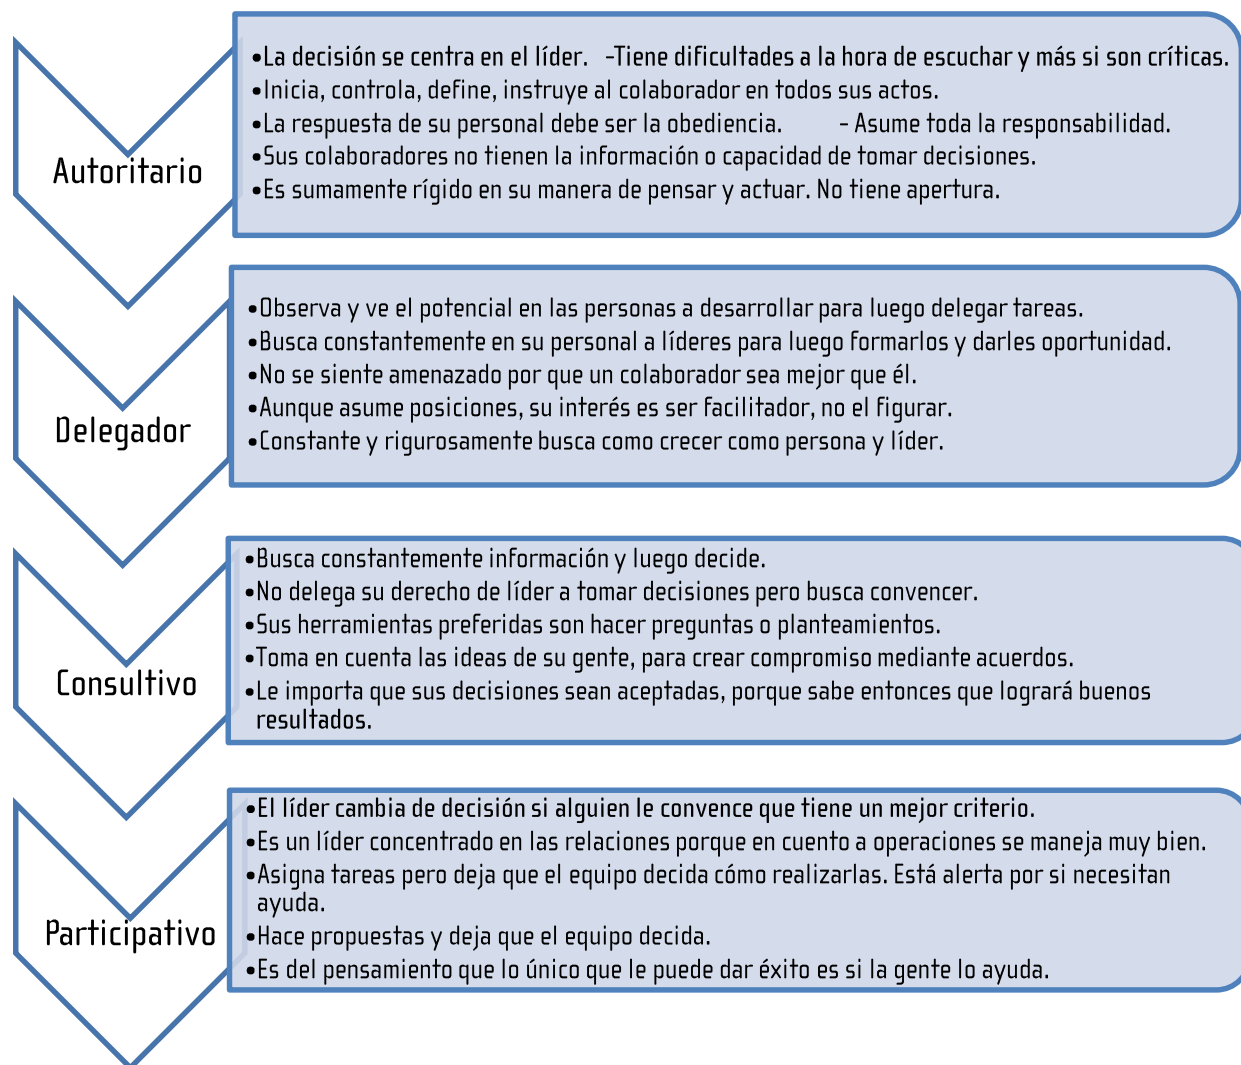 Autoritario
•La decisión se centra en el líder. -Tiene dificultades a la hora de escuchar y más si son críticas.
•Inicia, controla, define, instruye al colaborador en todos sus actos.
•La respuesta de su personal debe ser la obediencia. - Asume toda la responsabilidad.
•Sus colaboradores no tienen la información o capacidad de tomar decisiones.
•Es sumamente rígido en su manera de pensar y actuar. No tiene apertura.
Delegador
•Observa y ve el potencial en las personas a desarrollar para luego delegar tareas.
•Busca constantemente en su personal a líderes para luego formarlos y darles oportunidad.
•No se siente amenazado por que un colaborador sea mejor que él.
•Aunque asume posiciones, su interés es ser facilitador, no el figurar.
•Constante y rigurosamente busca como crecer como persona y líder.
Consultivo
•Busca constantemente información y luego decide.
•No delega su derecho de líder a tomar decisiones pero busca convencer.
•Sus herramientas preferidas son hacer preguntas o planteamientos.
•Toma en cuenta las ideas de su gente, para crear compromiso mediante acuerdos.
•Le importa que sus decisiones sean aceptadas, porque sabe entonces que logrará buenos
resultados.
Participativo
•El líder cambia de decisión si alguien le convence que tiene un mejor criterio.
•Es un líder concentrado en las relaciones porque en cuento a operaciones se maneja muy bien.
•Asigna tareas pero deja que el equipo decida cómo realizarlas. Está alerta por si necesitan
ayuda.
•Hace propuestas y deja que el equipo decida.
•Es del pensamiento que lo único que le puede dar éxito es si la gente lo ayuda.